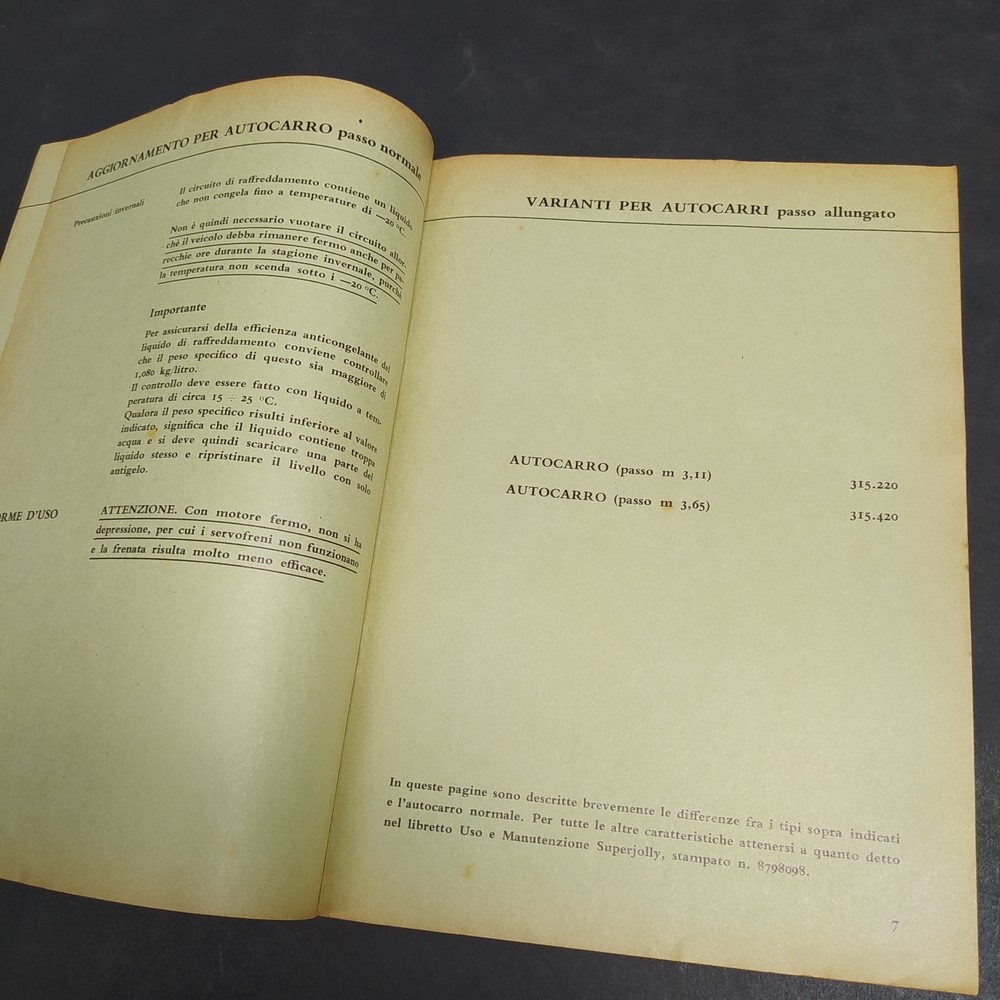 AGGIORNAMENTO PER AUTOCARRO passo normale
Precauzioni invernali
Il circuito di raffreddamento contiene un liquido
che non congela fino a temperature di —20 °C.
Non è quindi necessario vuotare il circuito allor-
chè il veicolo debba rimanere fermo anche per pa-
recchie ore durante la stagione invernale, purchè
la temperatura non scenda sotto i —20 °C.
Importante
Per assicurarsi della efficienza anticongelante del
liquido di raffreddamento conviene controllare
che il peso specifico di questo sia maggiore di
1,080 kg/litro.
Il controllo deve essere fatto con liquido a tem-
peratura di circa 15 ÷ 25 °C.
Qualora il peso specifico risulti inferiore al valore
indicato, significa che il liquido contiene troppa
acqua e si deve quindi scaricare una parte del
liquido stesso e ripristinare il livello con solo
antigelo.
ORME D'USO
ATTENZIONE. Con motore fermo, non si ha
depressione, per cui i servofreni non funzionano
e la frenata risulta molto meno efficace.
VARIANTI PER AUTOCARRI passo allungato
AUTOCARRO (passo m 3,11) 315.220
AUTOCARRO (passo m 3,65) 315.420
In queste pagine sono descritte brevemente le differenze fra i tipi sopra indicati
e l'autocarro normale. Per tutte le altre caratteristiche attenersi a quanto detto
nel libretto Uso e Manutenzione Superjolly, stampato n. 8798098.
7